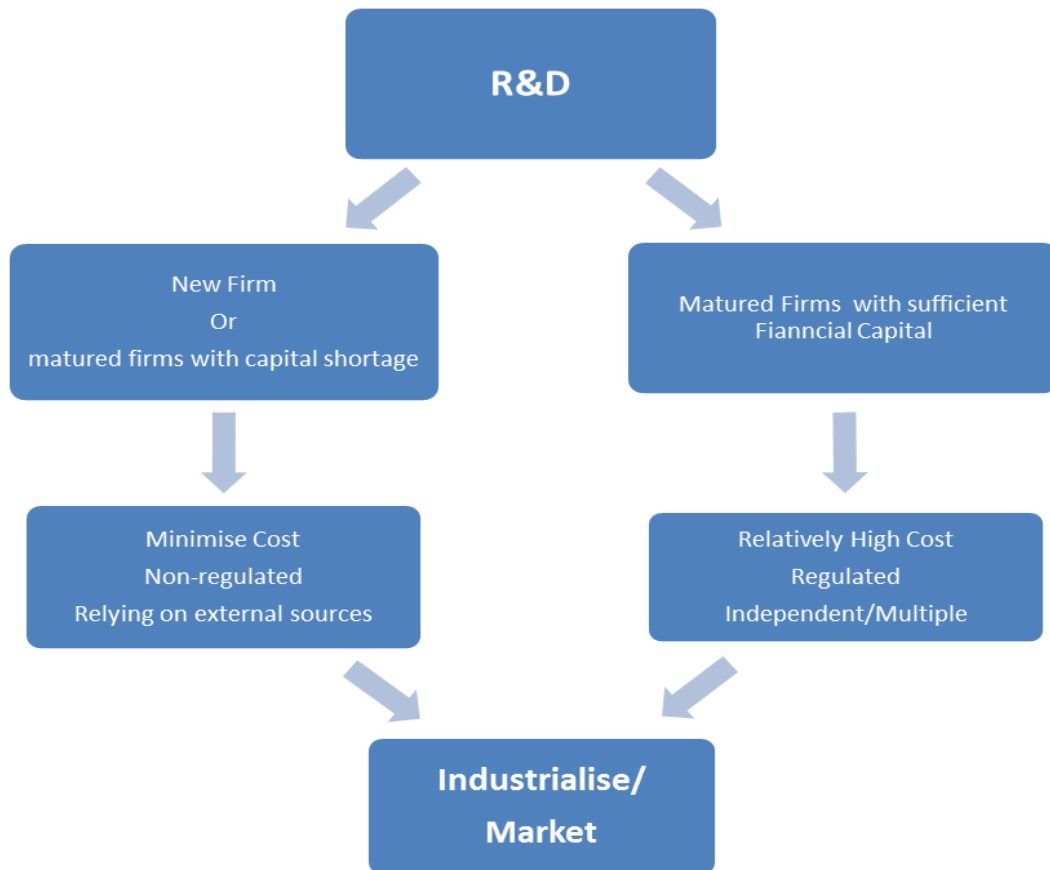 R&D
New Firm
Or
matured firms with capital shortage
Matured Firms with sufficient
Fianncial Capital
Minimise Cost
Non-regulated
Relying on external sources
Relatively High Cost
Regulated
Independent/Multiple
Industrialise/
Market